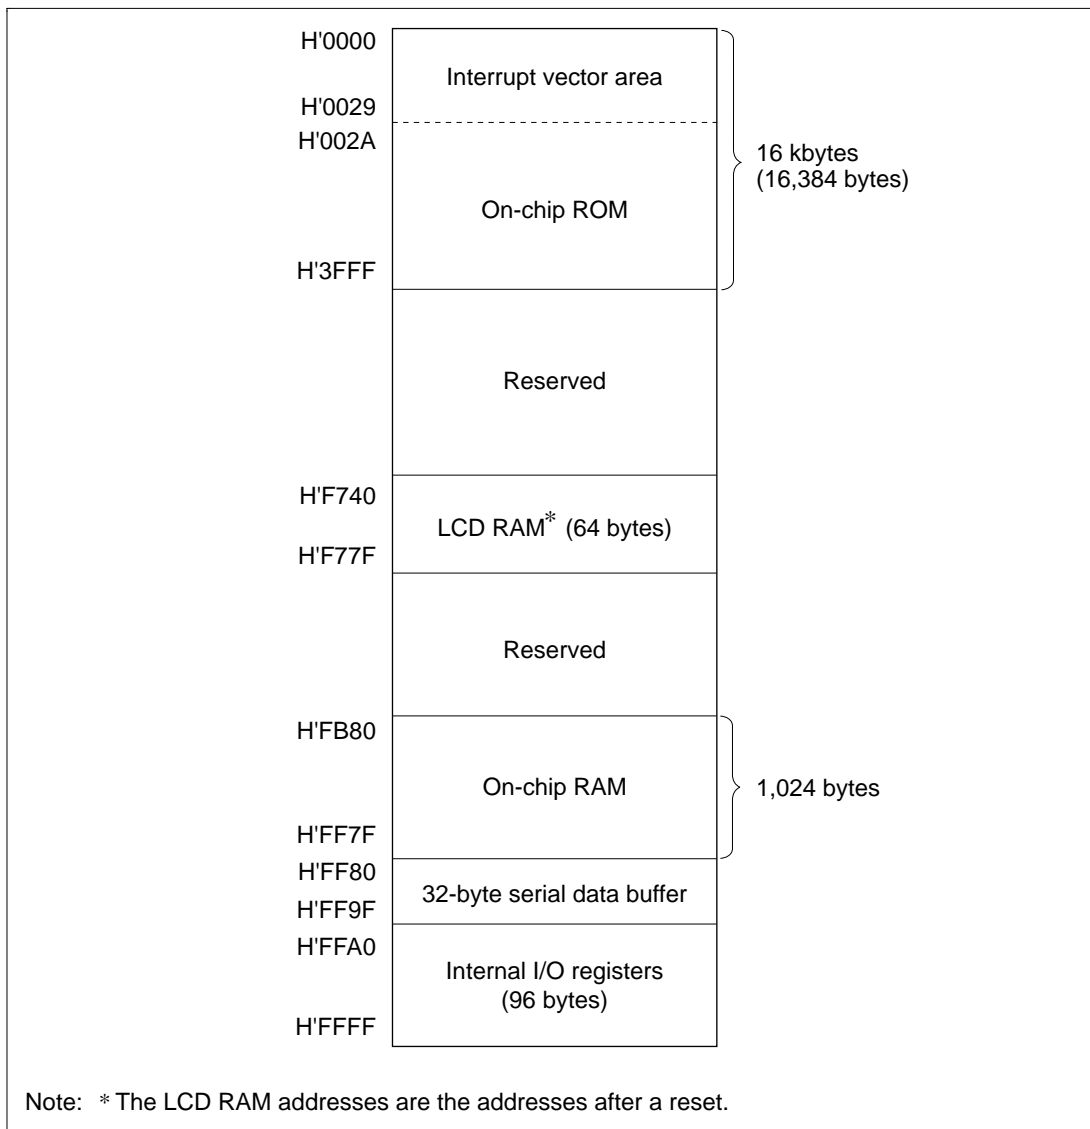 H'0000
Interrupt vector area
H'0029
H'002A
16 kbytes
(16,384 bytes)
On-chip ROM
H'3FFF
Reserved
H'F740
LCD RAM* (64 bytes)
H'F77F
Reserved
H'FB80
On-chip RAM
1,024 bytes
H'FF7F
H'FF80
32-byte serial data buffer
H'FF9F
H'FFA0
Internal I/O registers
(96 bytes)
H'FFFF
Note: * The LCD RAM addresses are the addresses after a reset.